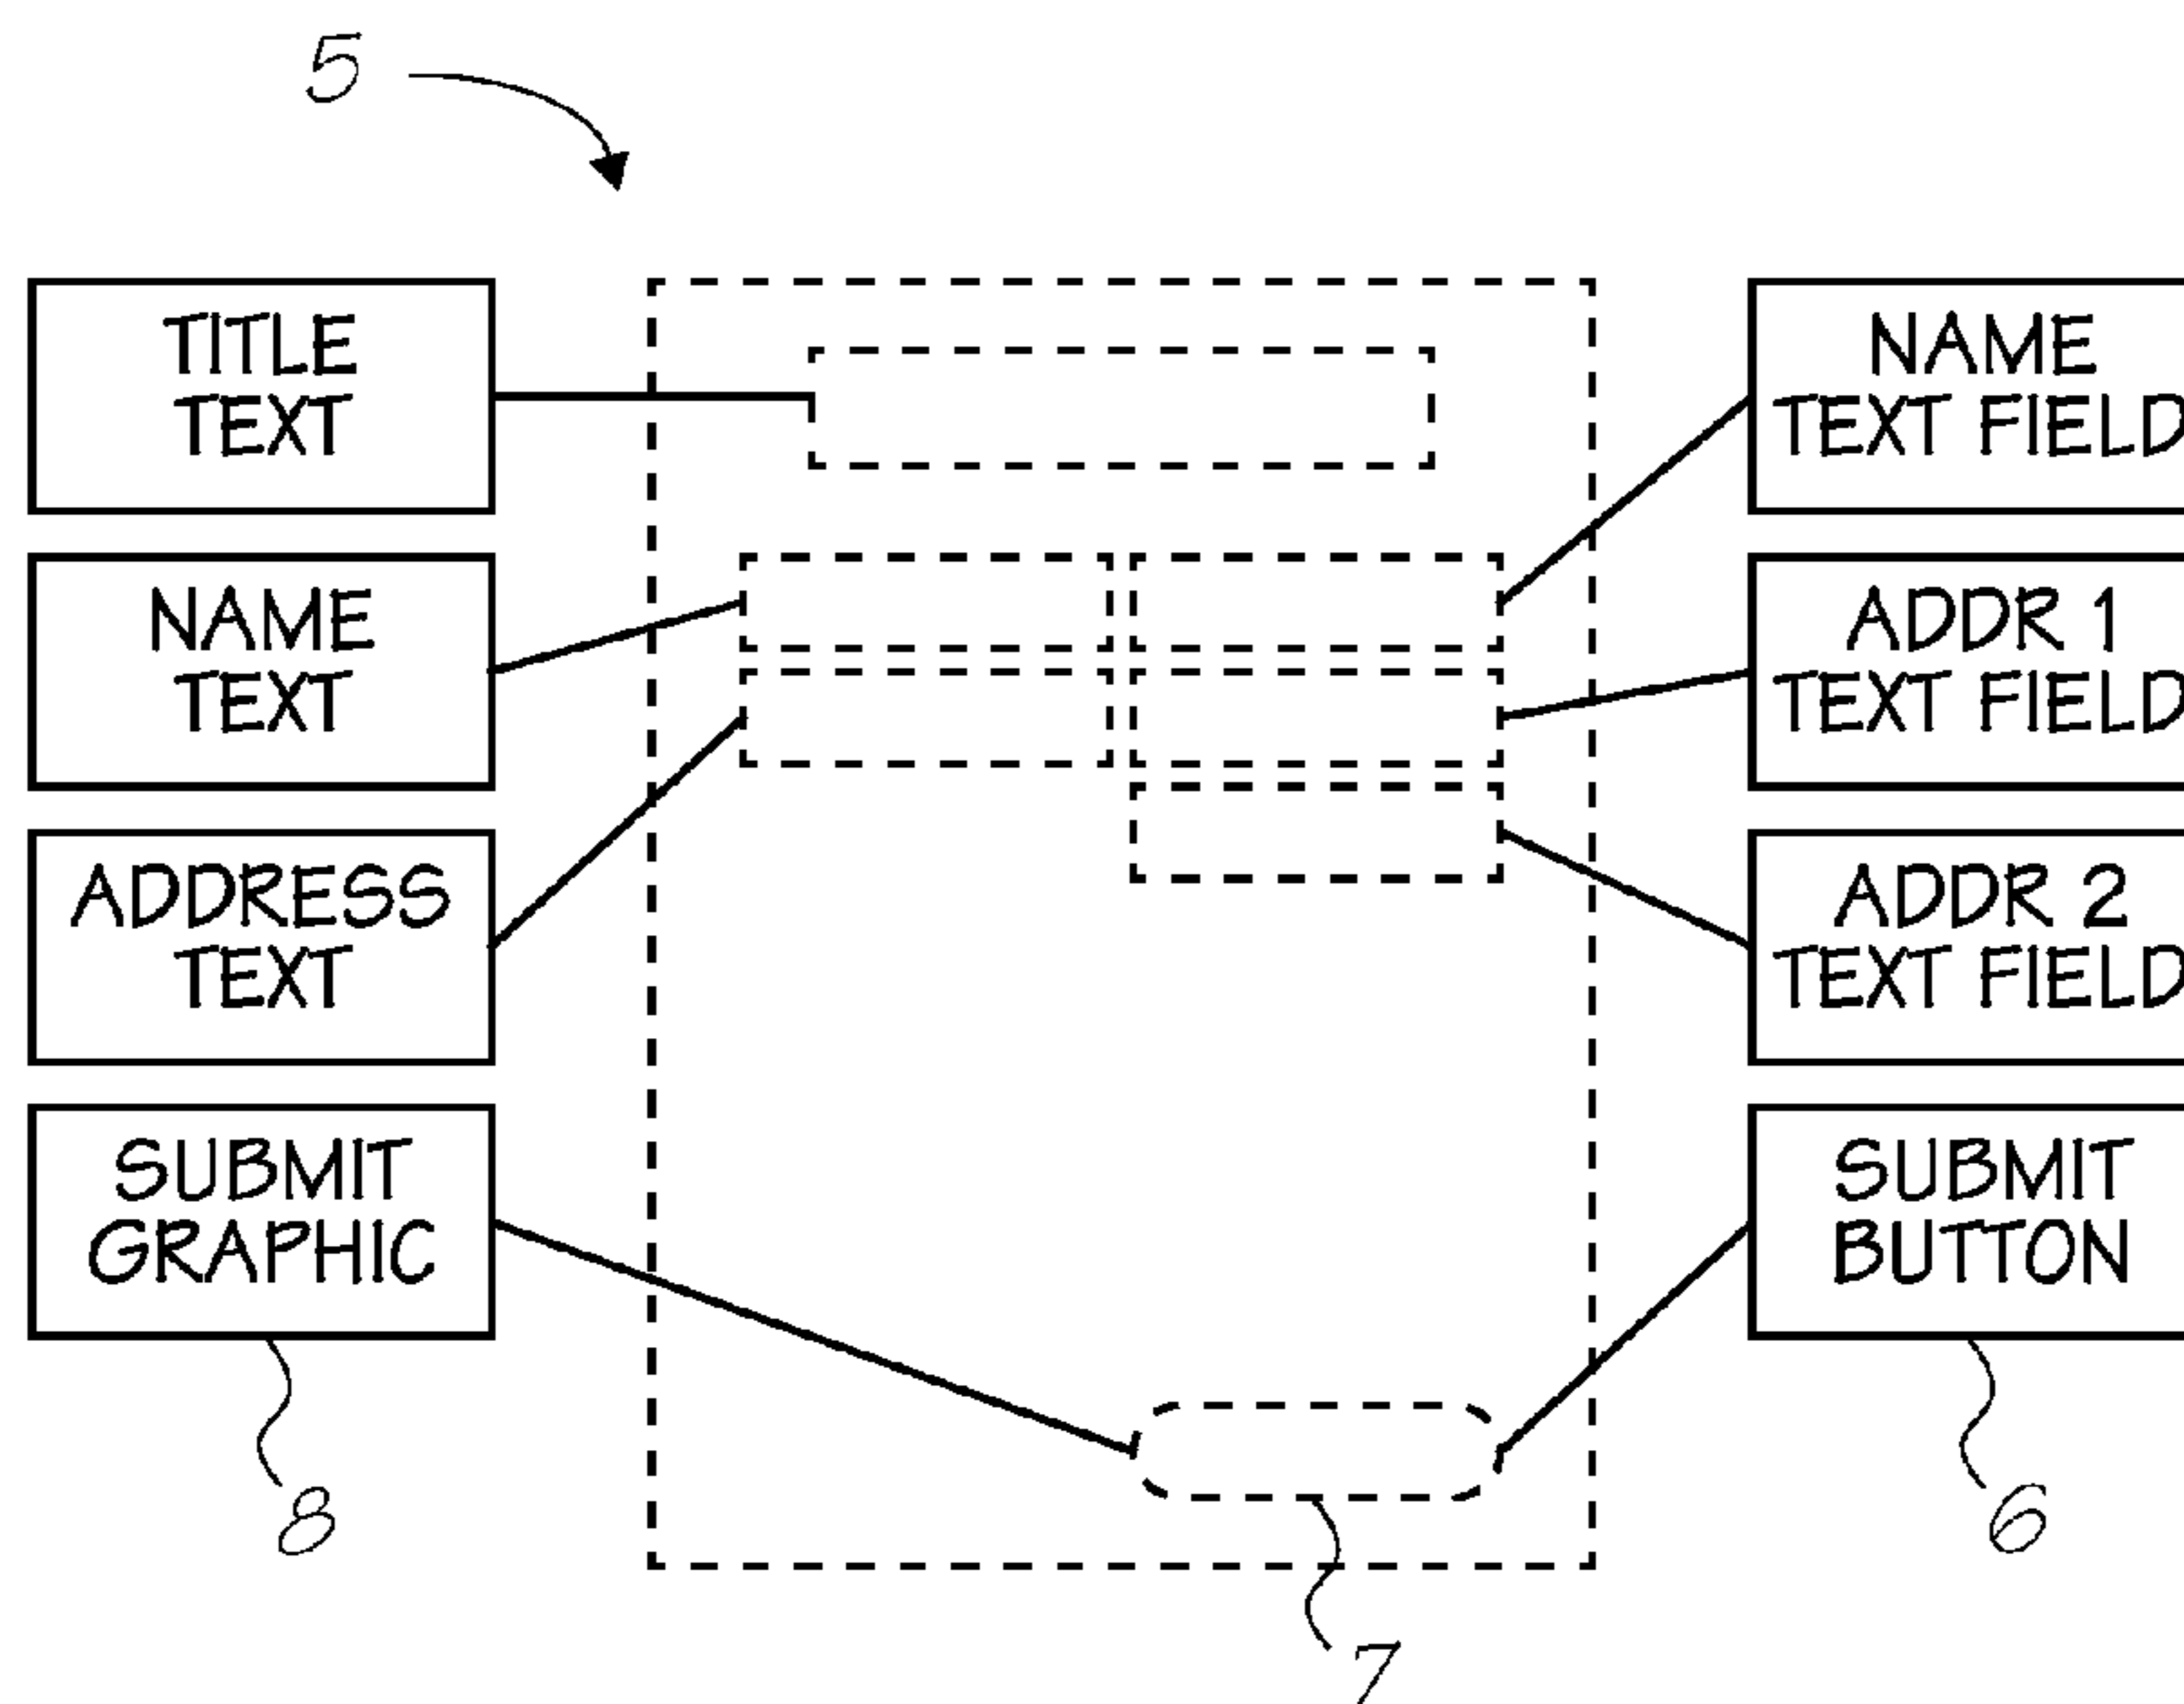 5
TITLE
TEXT
NAME
TEXT FIELD
NAME
TEXT
ADDR 1
TEXT FIELD
ADDRESS
TEXT
ADDR 2
TEXT FIELD
SUBMIT
GRAPHIC
SUBMIT
BUTTON
8
6
7